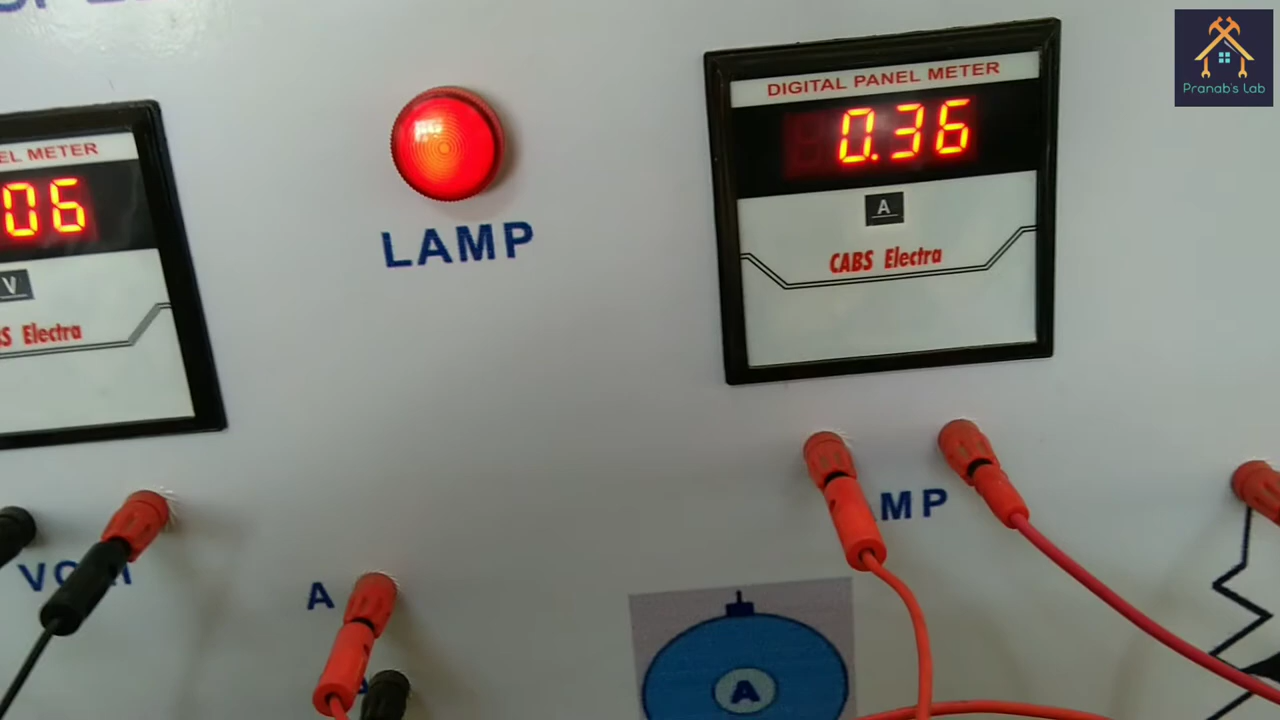 Pranab's Lab
DIGITAL PANEL METER
0.36
A
CABS Electra
EL METER
06
V
Electra
LAMP
MP
A
A